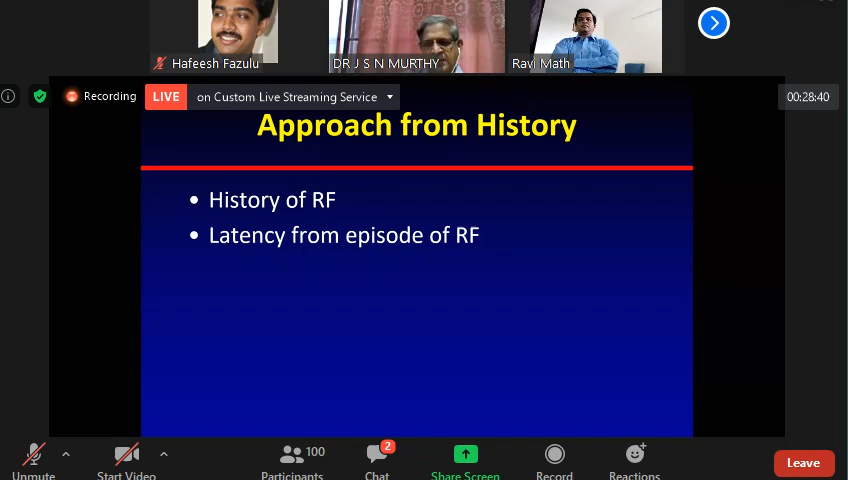 Hafeesh Fazulu
DR J S N MURTHY
Ravi Math
Recording
LIVE
on Custom Live Streaming Service
00:28:40
Approach from History
• History of RF
• Latency from episode of RF
Unmute
Start Video
100
Participants
2
Chat
Share Screen
Record
Reactions
Leave